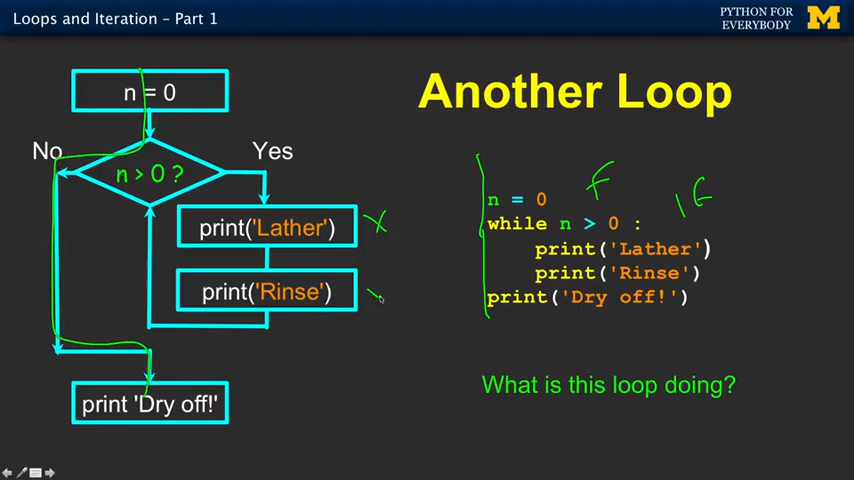 Loops and Iteration – Part 1
PYTHON FOR
EVERYBODY
M
Another Loop
n = 0
No
Yes
n > 0 ?
print('Lather')
X
print('Rinse')
print 'Dry off!'
F
n = 0
while n > 0 :
print('Lather')
print('Rinse')
print('Dry off!')
What is this loop doing?